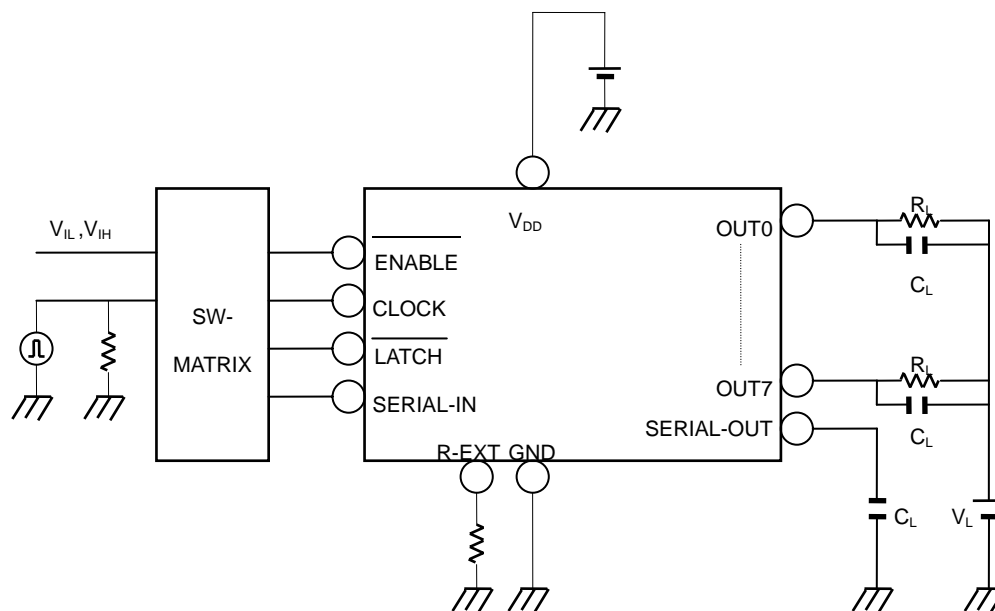 V_DD
V_IL ,V_IH
SW-
MATRIX
ENABLE
CLOCK
LATCH
SERIAL-IN
R-EXT GND
OUT0
OUT7
SERIAL-OUT
R_L
C_L
R_L
C_L
C_L
V_L